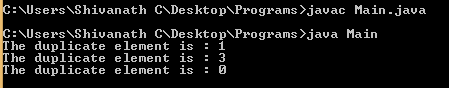 C:\Users\Shivanath C\Desktop\Programs>javac Main.java
C:\Users\Shivanath C\Desktop\Programs>java Main
The duplicate element is : 1
The duplicate element is : 3
The duplicate element is : 0